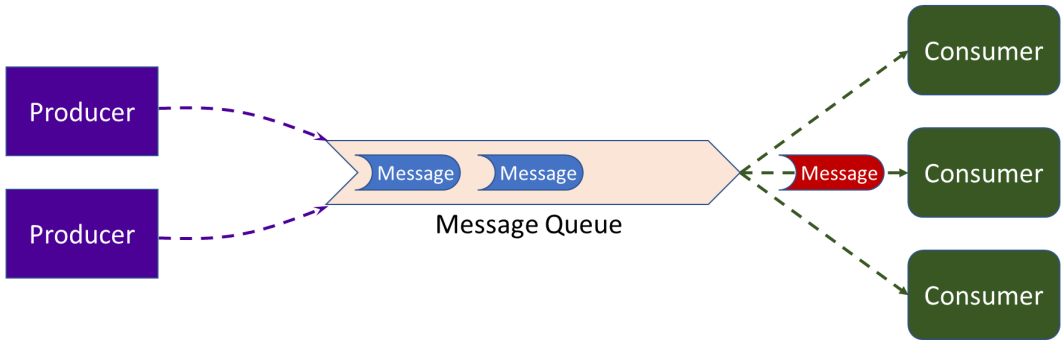 Producer
Producer
Message
Message
Message Queue
Message
Consumer
Consumer
Consumer